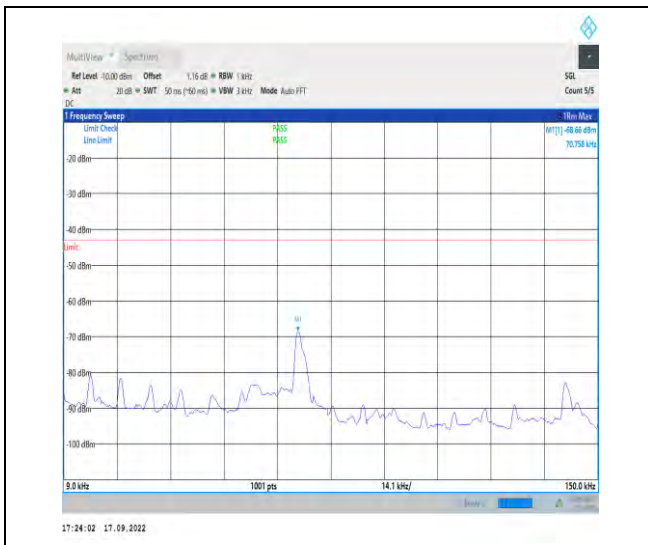 MultiView Spectrum
Ref Level -10.00 dBm Offset 1.16 dB RBW 1 kHz SGL
Att 20 dB SWT 50 ms (~60 ms) VBW 3 kHz Mode Auto FFT Count 5/5
DC
1 Frequency Sweep 1Rm Max
Limit Check PASS M1[1] -68.66 dBm
Line Limit PASS 70.758 kHz
-20 dBm
-30 dBm
-40 dBm
Limit
-50 dBm
-60 dBm
M1
-70 dBm
-80 dBm
-90 dBm
-100 dBm
9.0 kHz 1001 pts 14.1 kHz/ 150.0 kHz
17:24:02 17.09.2022